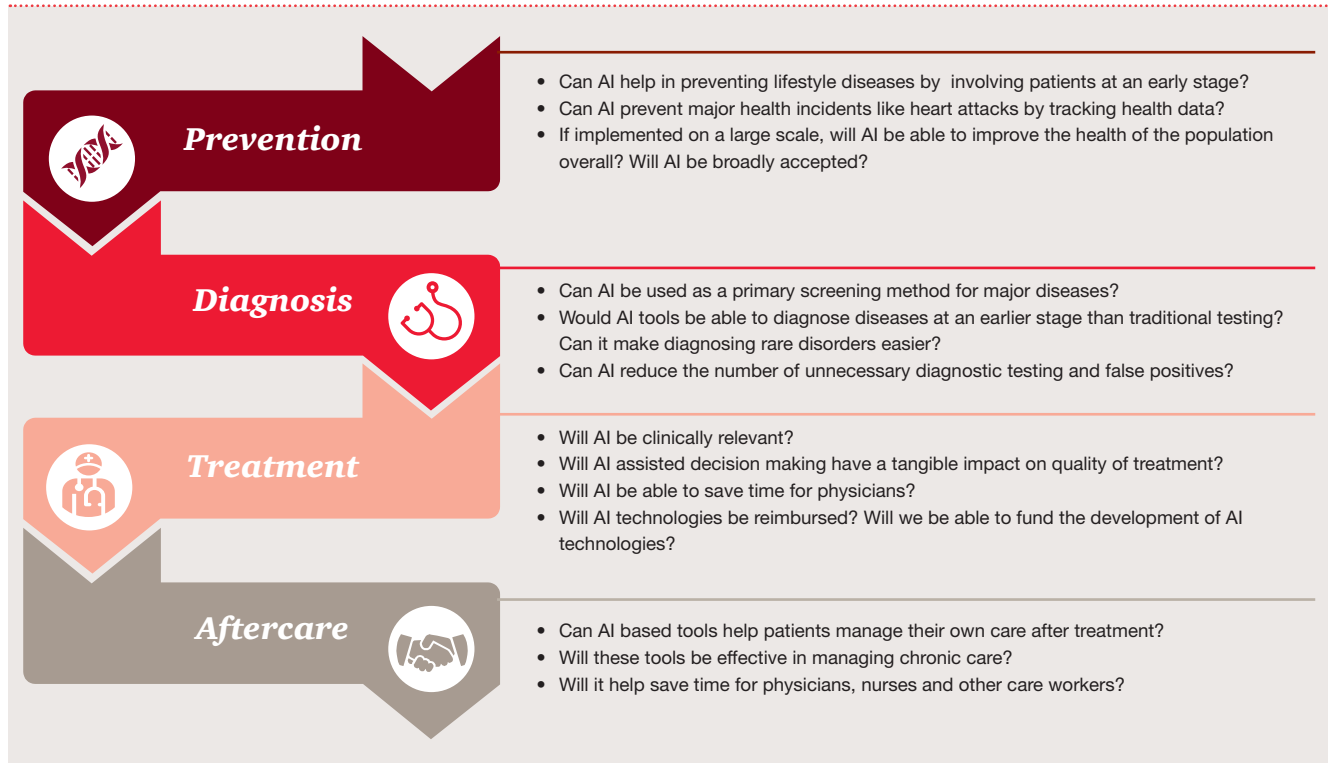 Prevention
• Can AI help in preventing lifestyle diseases by  involving patients at an early stage?
• Can AI prevent major health incidents like heart attacks by tracking health data?
• If implemented on a large scale, will AI be able to improve the health of the population
overall? Will AI be broadly accepted?
Diagnosis
• Can AI be used as a primary screening method for major diseases?
• Would AI tools be able to diagnose diseases at an earlier stage than traditional testing?
Can it make diagnosing rare disorders easier?
• Can AI reduce the number of unnecessary diagnostic testing and false positives?
Treatment
• Will AI be clinically relevant?
• Will AI assisted decision making have a tangible impact on quality of treatment?
• Will AI be able to save time for physicians?
• Will AI technologies be reimbursed? Will we be able to fund the development of AI
technologies?
Aftercare
• Can AI based tools help patients manage their own care after treatment?
• Will these tools be effective in managing chronic care?
• Will it help save time for physicians, nurses and other care workers?